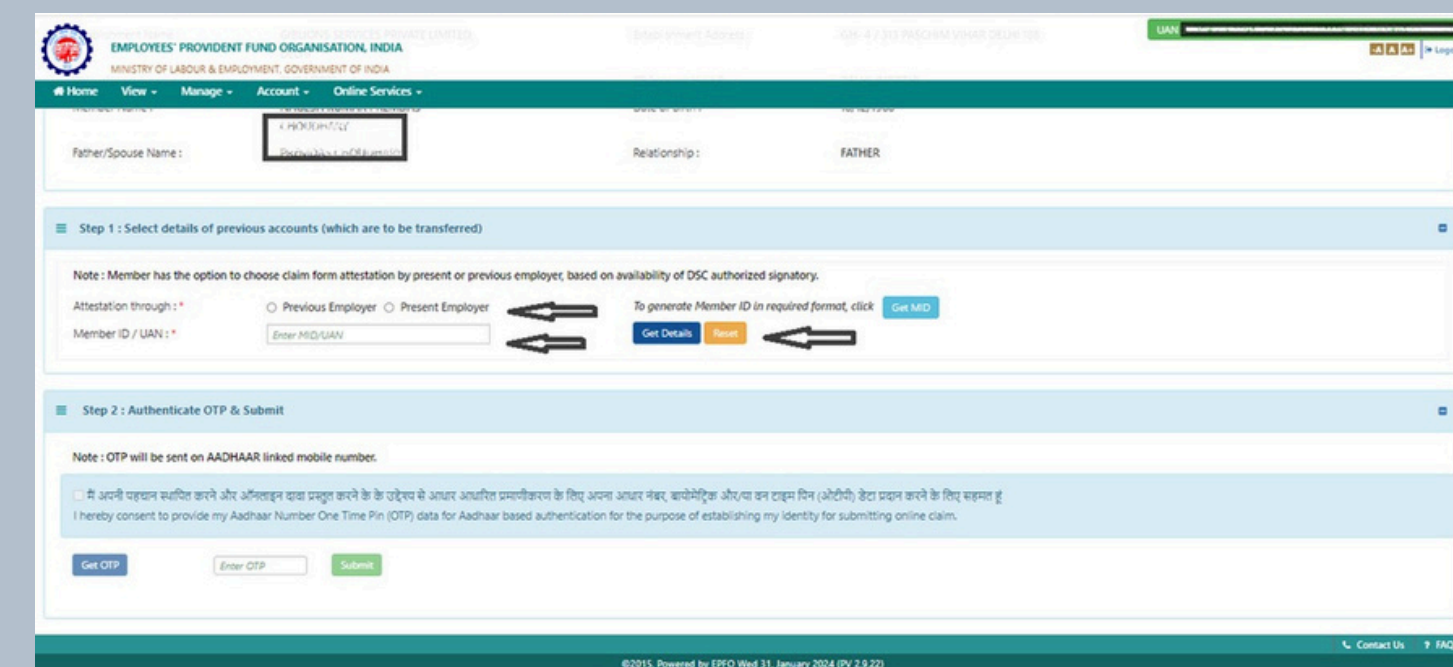 EMPLOYEES' PROVIDENT FUND ORGANISATION, INDIA
MINISTRY OF LABOUR & EMPLOYMENT, GOVERNMENT OF INDIA
UAN
-A A A+
Home View Manage Account Online Services
Father/Spouse Name : Relationship : FATHER
Step 1 : Select details of previous accounts (which are to be transferred)
Note : Member has the option to choose claim form attestation by present or previous employer, based on availability of DSC authorized signatory.
Attestation through : * Previous Employer Present Employer To generate Member ID in required format, click Get MID
Member ID / UAN : * Enter MID/UAN Get Details Reset
Step 2 : Authenticate OTP & Submit
Note : OTP will be sent on AADHAAR linked mobile number.
मैं अपनी पहचान स्थापित करने और ऑनलाइन दावा प्रस्तुत करने के के उद्देश्य से आधार आधारित प्रमाणीकरण के लिए अपना आधार नंबर, बायोमेट्रिक और/या वन टाइम पिन (ओटीपी) डेटा प्रदान करने के लिए सहमत हूं
I hereby consent to provide my Aadhaar Number One Time Pin (OTP) data for Aadhaar based authentication for the purpose of establishing my identity for submitting online claim.
Get OTP Enter OTP Submit
Contact Us ? FAQ
©2015. Powered by EPFO Wed 31. January 2024 (PV 2.9.22)